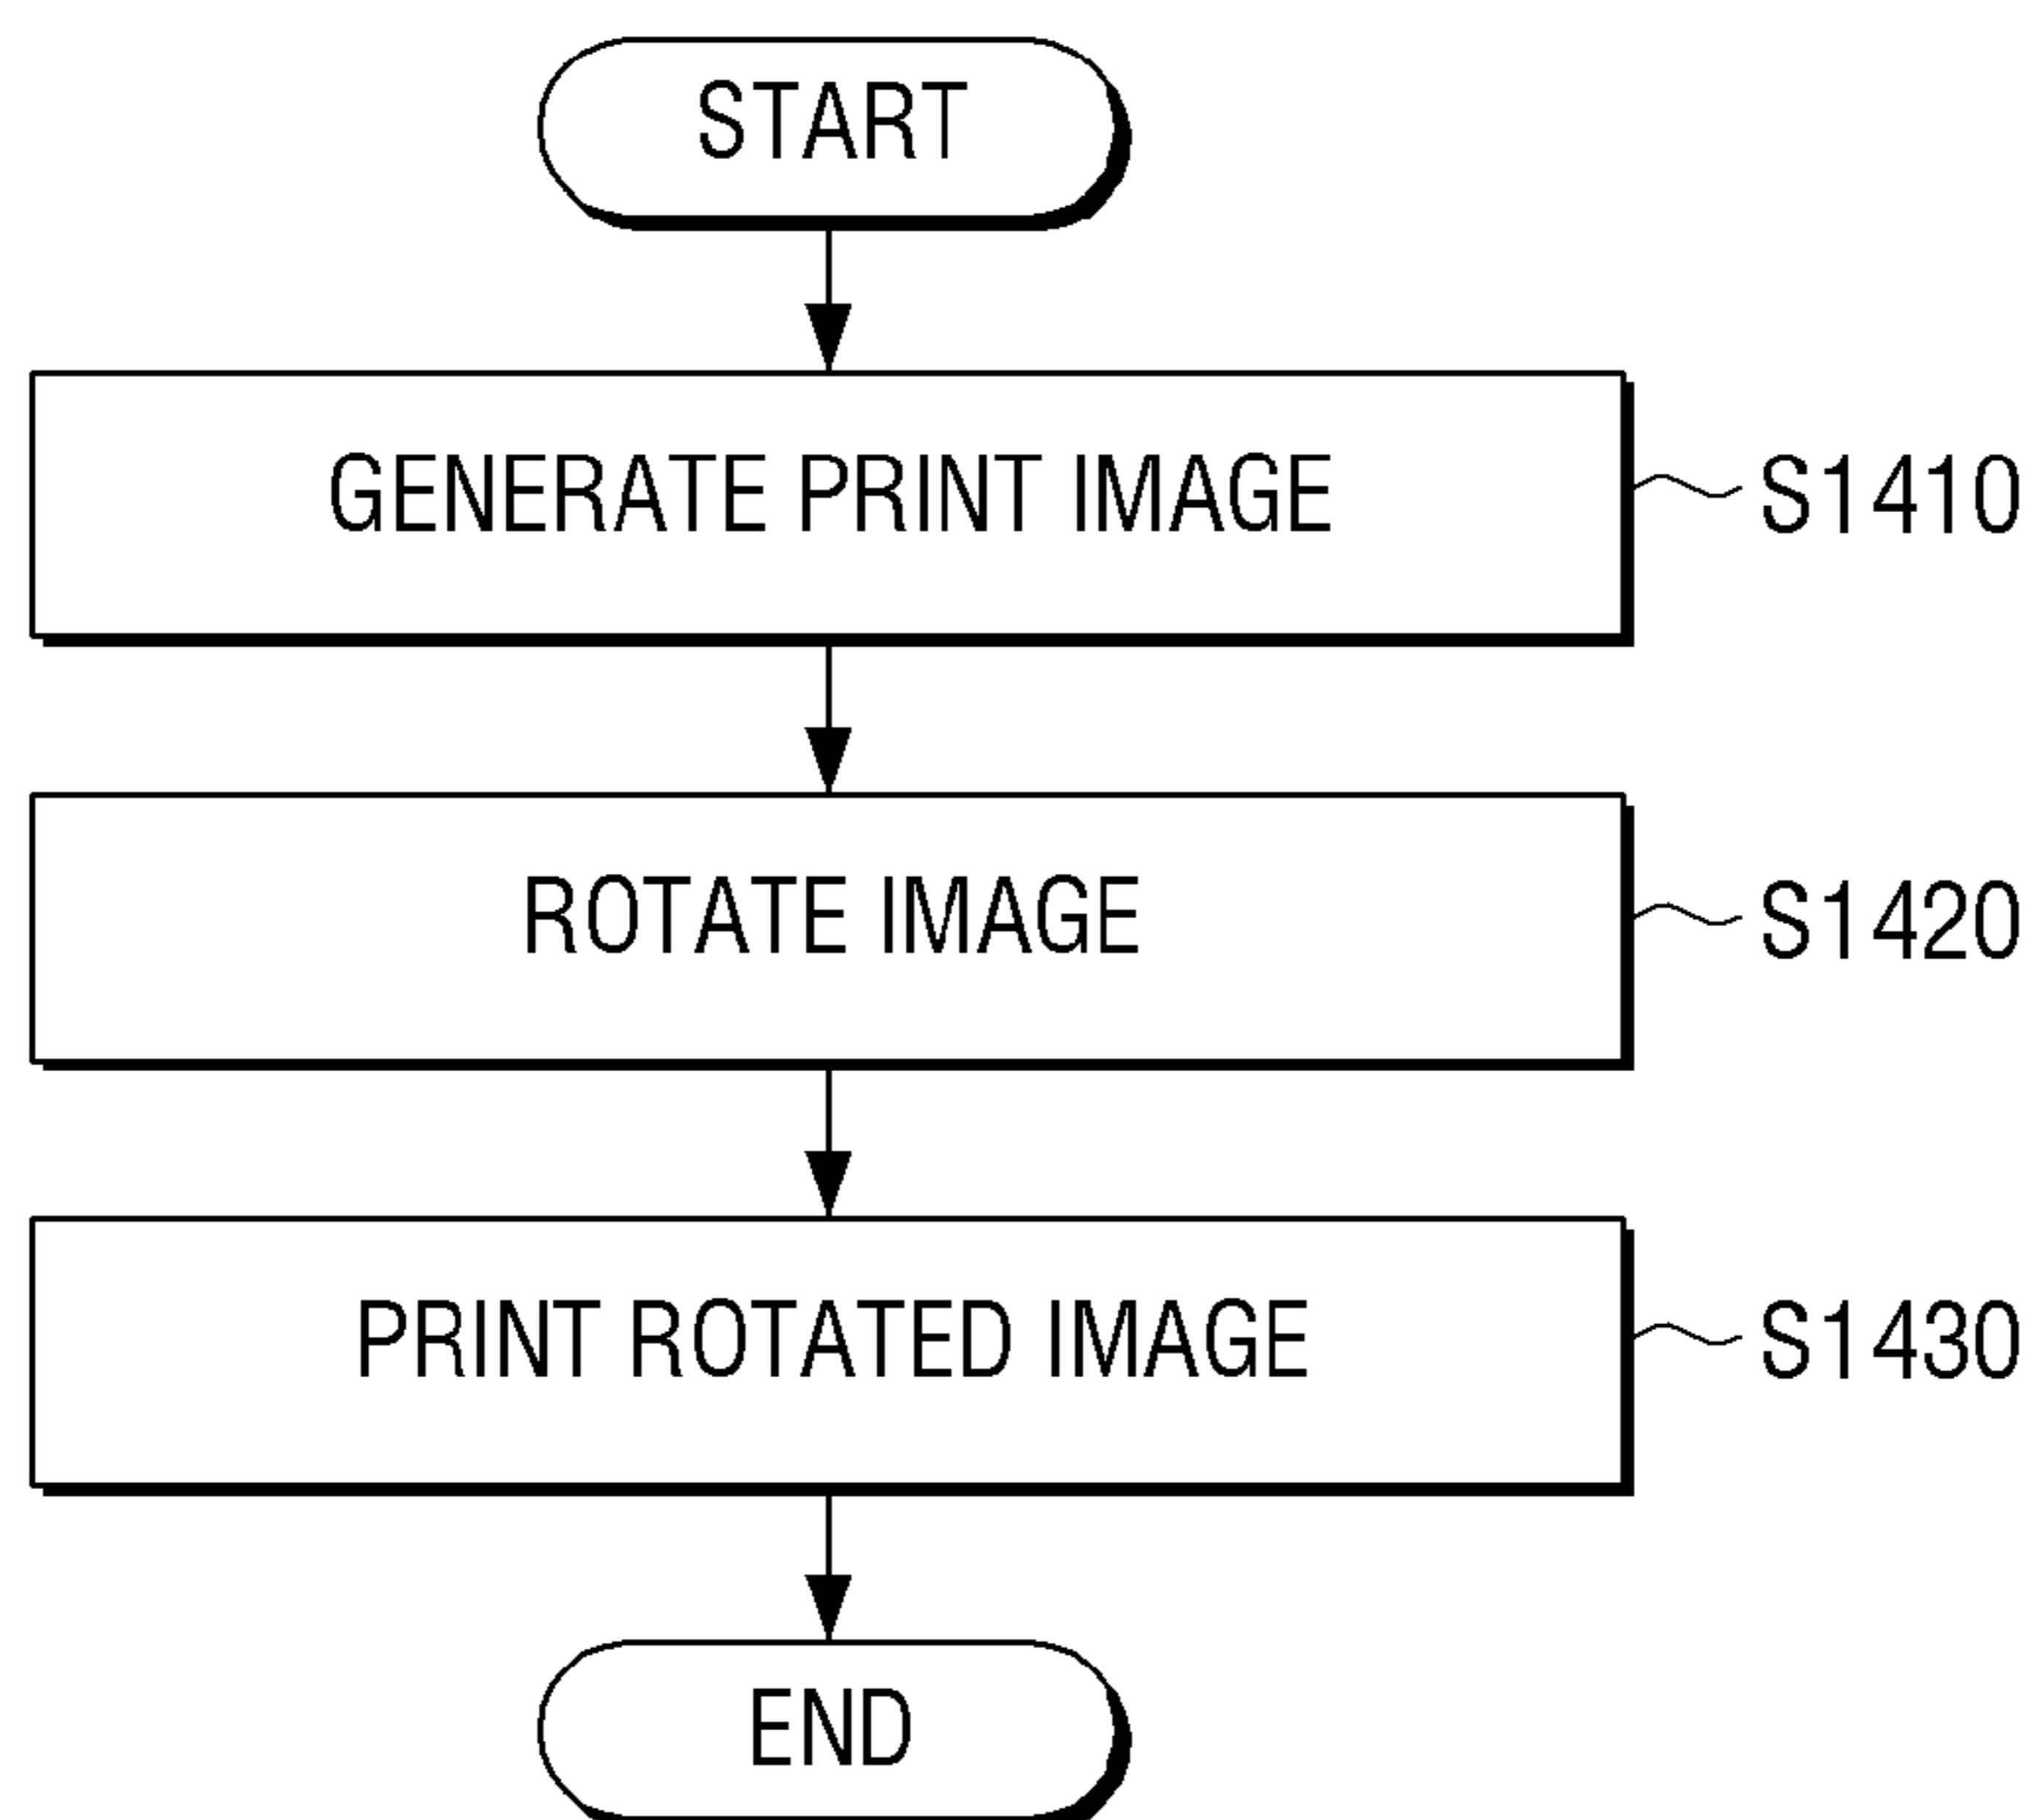 START
GENERATE PRINT IMAGE
S1410
ROTATE IMAGE
S1420
PRINT ROTATED IMAGE
S1430
END